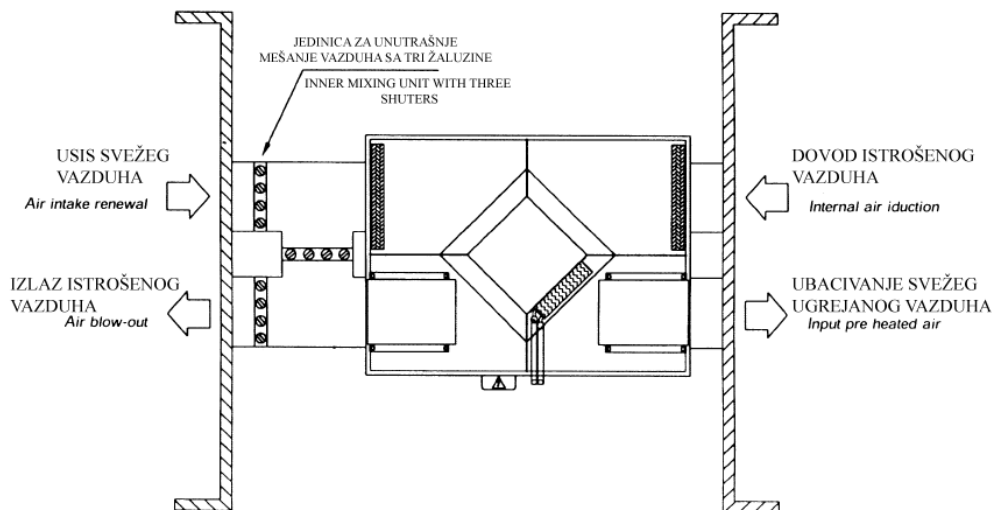 JEDINICA ZA UNUTRAŠNJE
MEŠANJE VAZDUHA SA TRI ŽALUZINE
INNER MIXING UNIT WITH THREE
SHUTERS
USIS SVEŽEG
VAZDUHA
Air intake renewal
IZLAZ ISTROŠENOG
VAZDUHA
Air blow-out
DOVOD ISTROŠENOG
VAZDUHA
Internal air iduction
UBACIVANJE SVEŽEG
UGREJANOG VAZDUHA
Input pre heated air